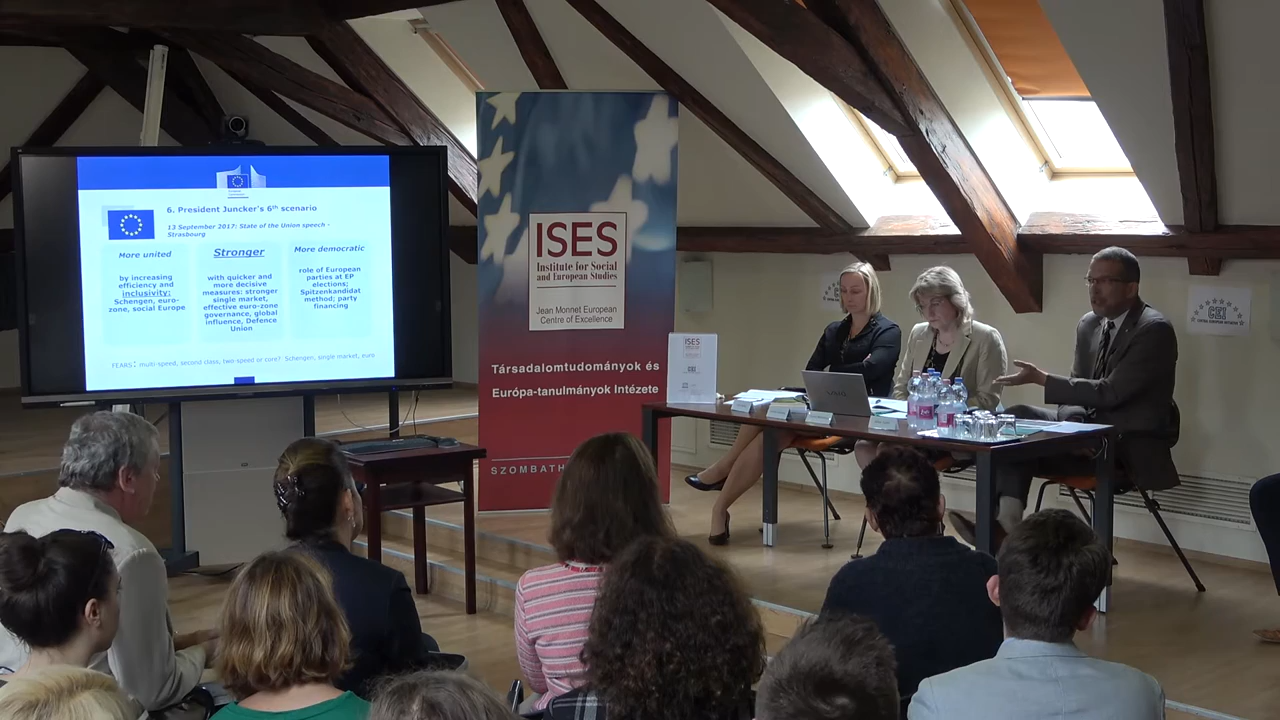 6. President Juncker's 6th scenario
13 September 2017: State of the Union speech -
Strasbourg
More united
by increasing
efficiency and
inclusivity:
Schengen, euro-
zone, social Europe
Stronger
with quicker and
more decisive
measures: stronger
single market,
effective euro-zone
governance, global
influence, Defence
Union
More democratic
role of European
parties at EP
elections;
Spitzenkandidat
method; party
financing
FEARS: multi-speed, second class, two-speed or core? Schengen, single market, euro
ISES
Institute for Social
and European Studies
Jean Monnet European
Centre of Excellence
Társadalomtudományok és
Európa-tanulmányok Intézete
SZOMBATH
ISES
CEI